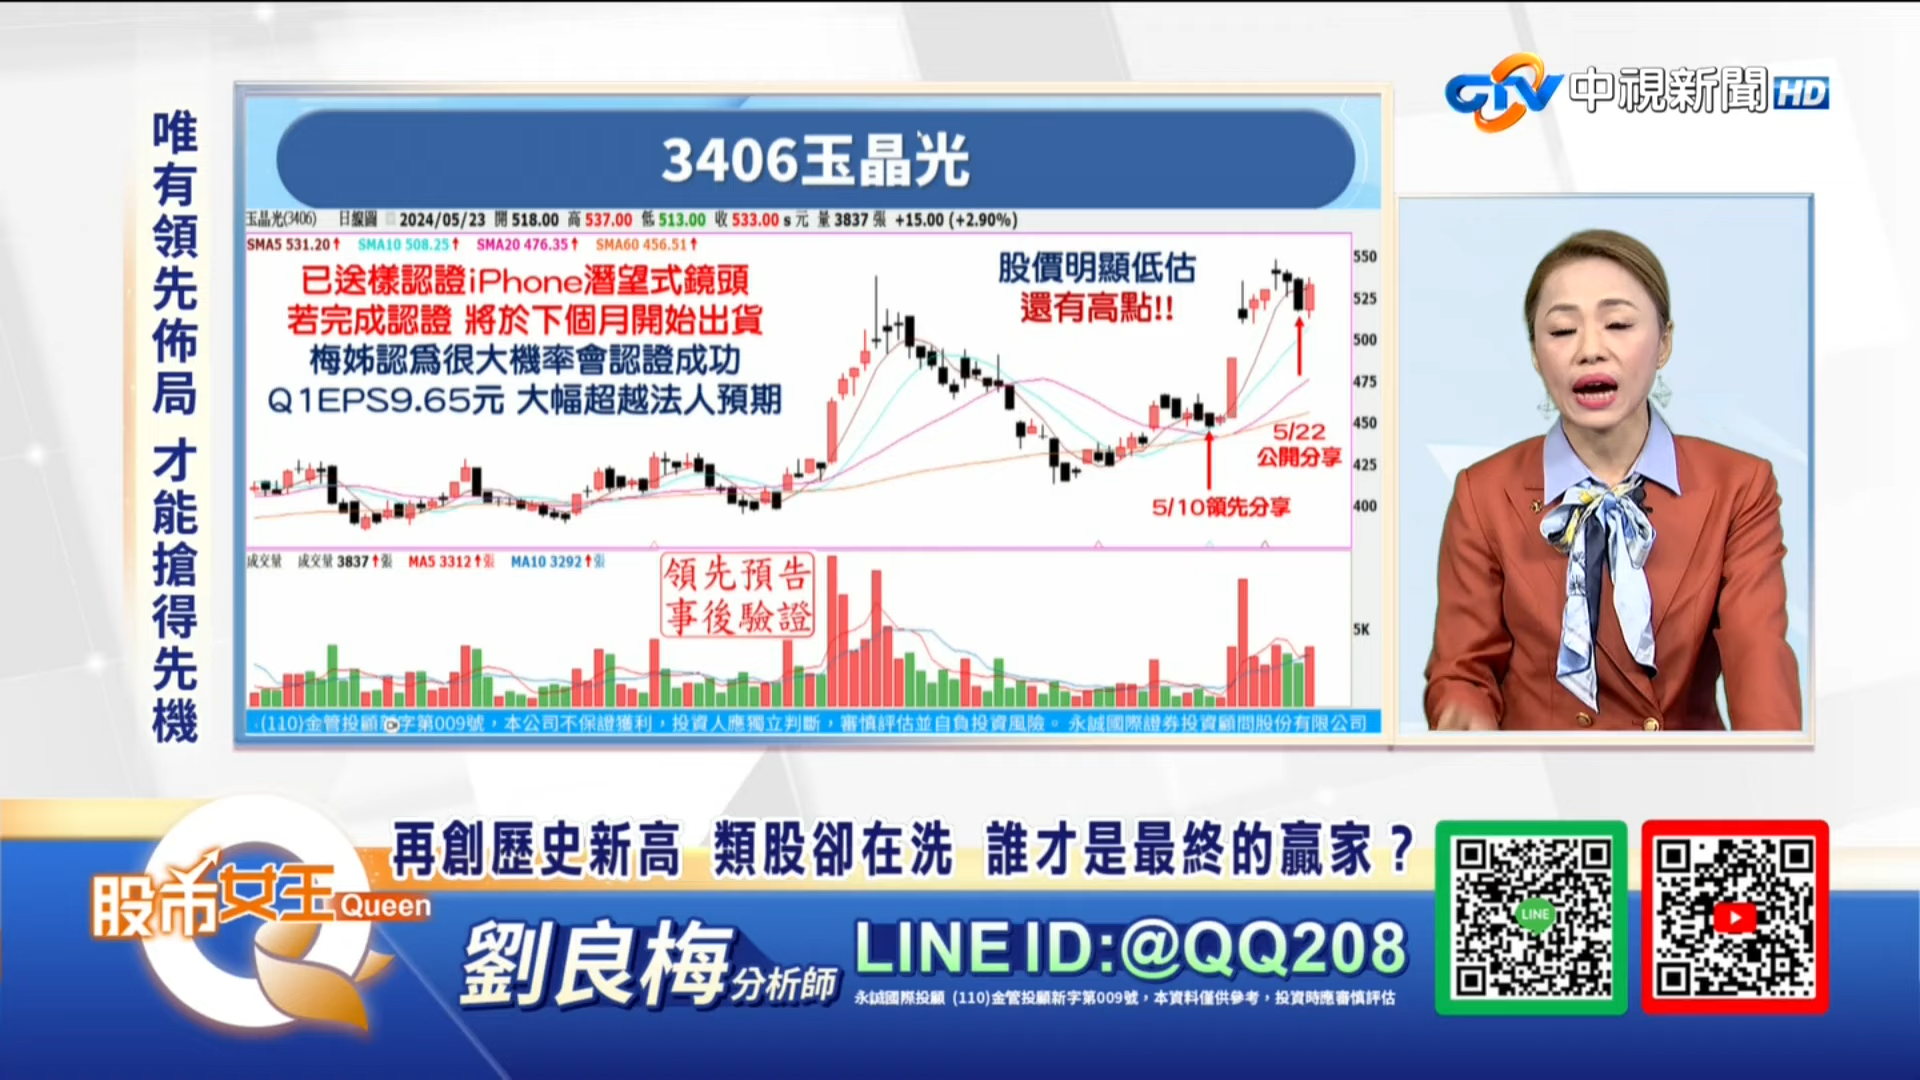 唯有領先佈局 才能搶得先機
CTV中視新聞HD
3406玉晶光
玉晶光(3406) 日線圖 2024/05/23 開 518.00 高 537.00 低 513.00 收 533.00 s 元 量 3837 張 +15.00 (+2.90%)
SMA5 531.20↑ SMA10 508.25↑ SMA20 476.35↑ SMA60 456.51↑
已送樣認證iPhone潛望式鏡頭
若完成認證 將於下個月開始出貨
梅姊認為很大機率會認證成功
Q1EPS9.65元 大幅超越法人預期
股價明顯低估
還有高點!!
550
525
500
475
450
425
400
5/22
公開分享
5/10領先分享
成交量 成交量 3837↑張 MA5 3312↑張 MA10 3292↑張
領先預告
事後驗證
5K
(110)金管投顧新字第009號，本公司不保證獲利，投資人應獨立判斷，審慎評估並自負投資風險。 永誠國際證券投資顧問股份有限公司
再創歷史新高 類股卻在洗 誰才是最終的贏家？
股市女王Queen
劉良梅分析師
LINE ID:@QQ208
永誠國際投顧 (110)金管投顧新字第009號，本資料僅供參考，投資時應審慎評估
LINE